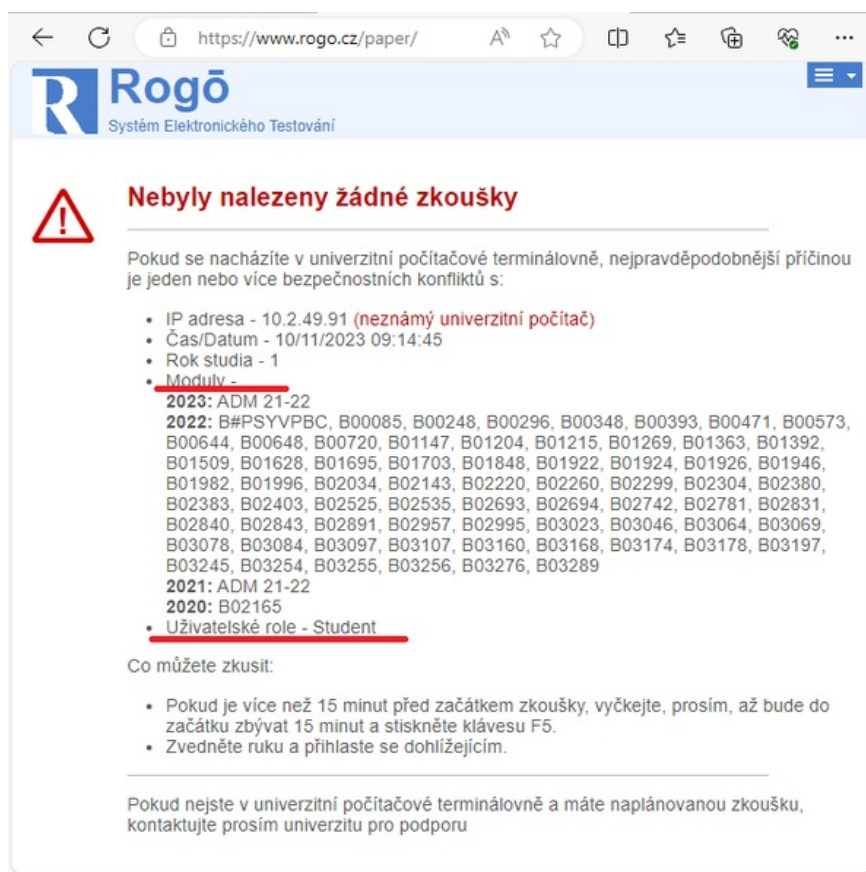 https://www.rogo.cz/paper/
R Rogō
Systém Elektronického Testování
Nebyly nalezeny žádné zkoušky
Pokud se nacházíte v univerzitní počítačové terminálovně, nejpravděpodobnější příčinou
je jeden nebo více bezpečnostních konfliktů s:
• IP adresa - 10.2.49.91 (neznámý univerzitní počítač)
• Čas/Datum - 10/11/2023 09:14:45
• Rok studia - 1
• Moduly -
2023: ADM 21-22
2022: B#PSYVPBC, B00085, B00248, B00296, B00348, B00393, B00471, B00573,
B00644, B00648, B00720, B01147, B01204, B01215, B01269, B01363, B01392,
B01509, B01628, B01695, B01703, B01848, B01922, B01924, B01926, B01946,
B01982, B01996, B02034, B02143, B02220, B02260, B02299, B02304, B02380,
B02383, B02403, B02525, B02535, B02693, B02694, B02742, B02781, B02831,
B02840, B02843, B02891, B02957, B02995, B03023, B03046, B03064, B03069,
B03078, B03084, B03097, B03107, B03160, B03168, B03174, B03178, B03197,
B03245, B03254, B03255, B03256, B03276, B03289
2021: ADM 21-22
2020: B02165
• Uživatelské role - Student
Co můžete zkusit:
• Pokud je více než 15 minut před začátkem zkoušky, vyčkejte, prosím, až bude do
začátku zbývat 15 minut a stiskněte klávesu F5.
• Zvedněte ruku a přihlaste se dohlížejícím.
Pokud nejste v univerzitní počítačové terminálovně a máte naplánovanou zkoušku,
kontaktujte prosím univerzitu pro podporu